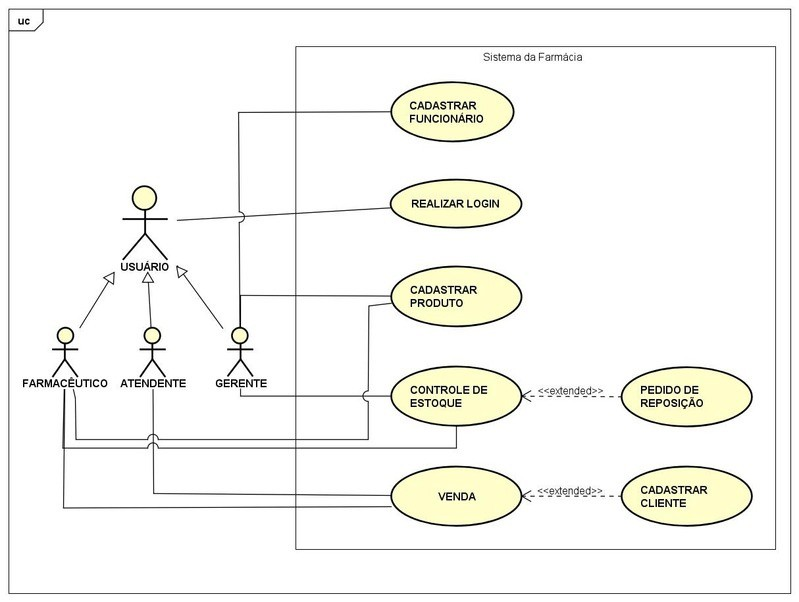 uc
Sistema da Farmácia
CADASTRAR
FUNCIONÁRIO
REALIZAR LOGIN
USUÁRIO
CADASTRAR
PRODUTO
FARMACÊUTICO
ATENDENTE
GERENTE
CONTROLE DE
ESTOQUE
<<extended>>
PEDIDO DE
REPOSIÇÃO
VENDA
<<extended>>
CADASTRAR
CLIENTE